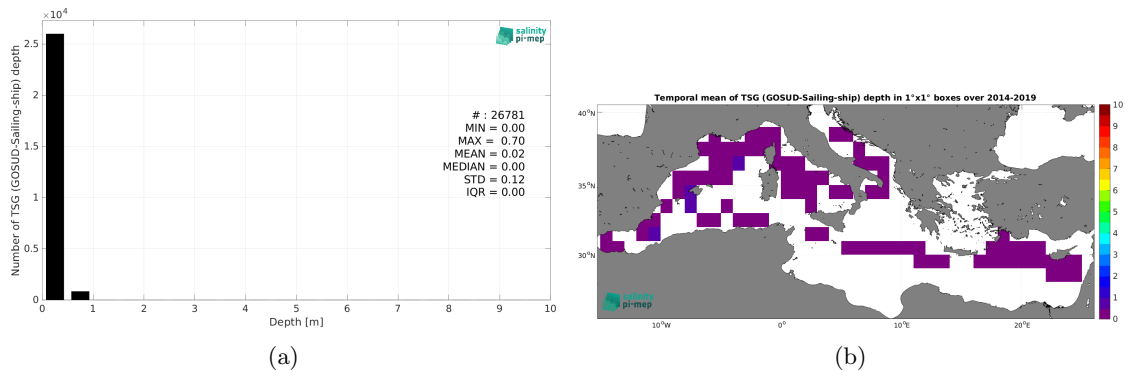 ×10⁴
2.5
2
1.5
1
0.5
0
Number of TSG (GOSUD-Sailing-ship) depth
salinity
pi-mep
# : 26781
MIN = 0.00
MAX = 0.70
MEAN = 0.02
MEDIAN = 0.00
STD = 0.12
IQR = 0.00
0 1 2 3 4 5 6 7 8 9 10
Depth [m]
(a)
Temporal mean of TSG (GOSUD-Sailing-ship) depth in 1°x1° boxes over 2014-2019
40°N
35°N
30°N
salinity
pi-mep
10°W 0° 10°E 20°E
10
9
8
7
6
5
4
3
2
1
0
(b)